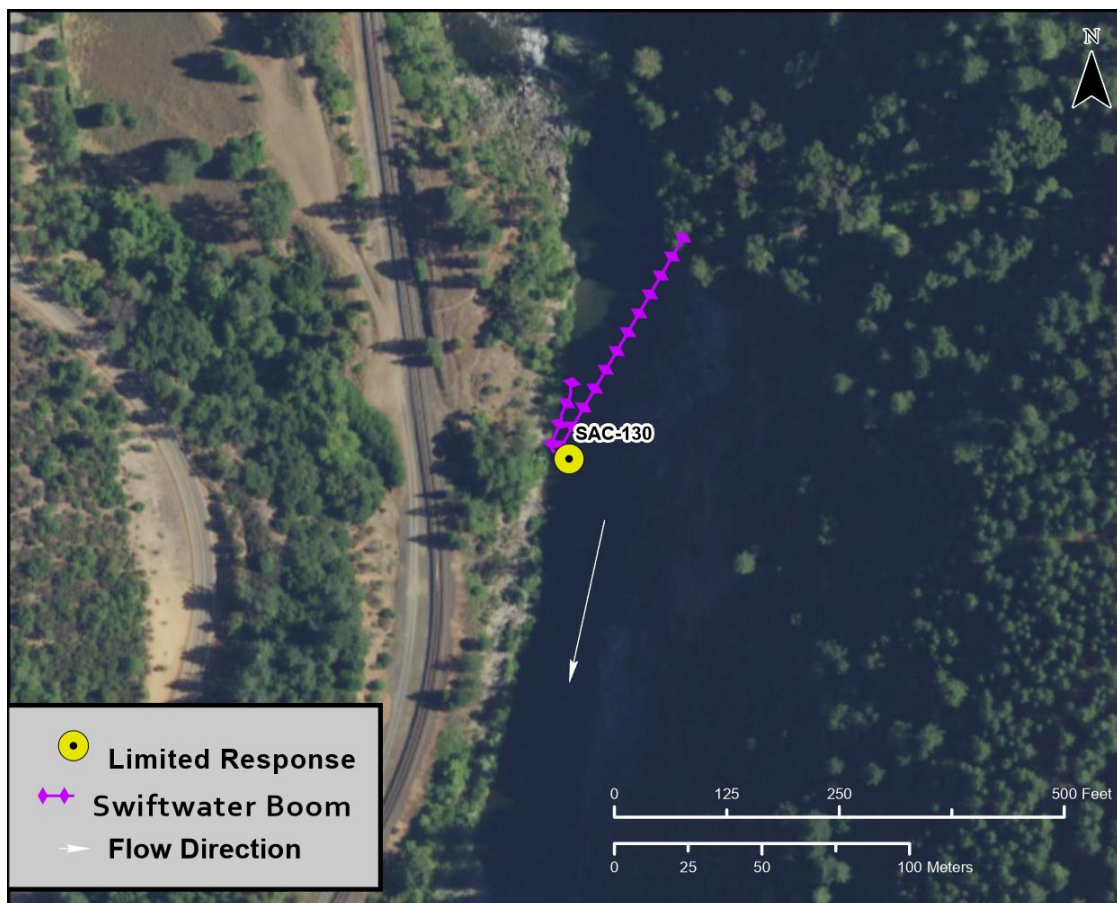 N
SAC-130
Limited Response
Swiftwater Boom
Flow Direction
0 125 250 500 Feet
0 25 50 100 Meters